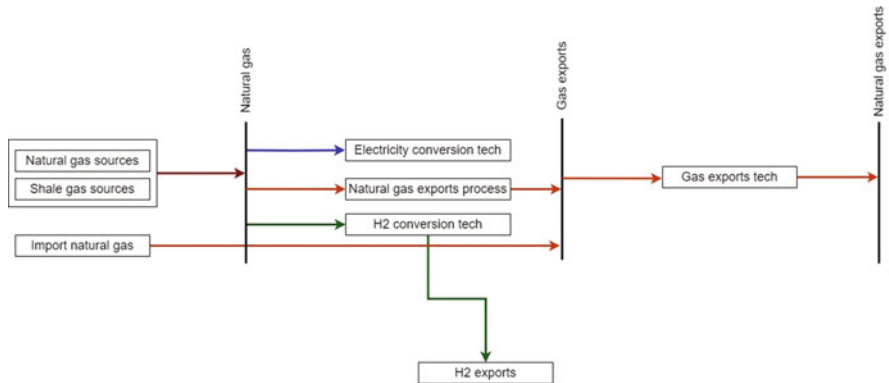 Natural gas
Gas exports
Natural gas exports
Natural gas sources
Shale gas sources
Import natural gas
Electricity conversion tech
Natural gas exports process
H2 conversion tech
Gas exports tech
H2 exports